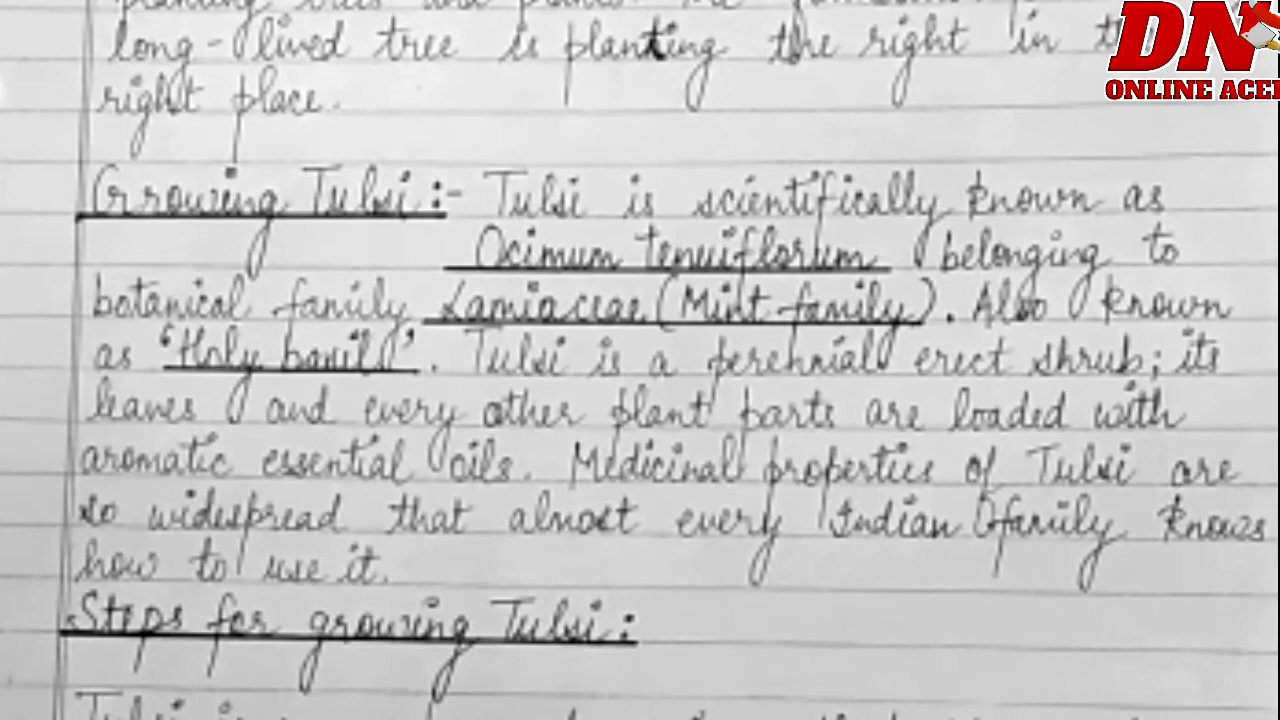 long-lived tree is planting the right in
right place.
Growing Tulsi :- Tulsi is scientifically known as
Ocimum tenuiflorum belonging to
botanical family Lamiaceae (Mint family). Also known
as 'Holy basil'. Tulsi is a perennial erect shrub; its
leaves and every other plant parts are loaded with
aromatic essential oils. Medicinal properties of Tulsi are
so widespread that almost every Indian family knows
how to use it.
Steps for growing Tulsi :
Tulsi is
DN
ONLINE ACE